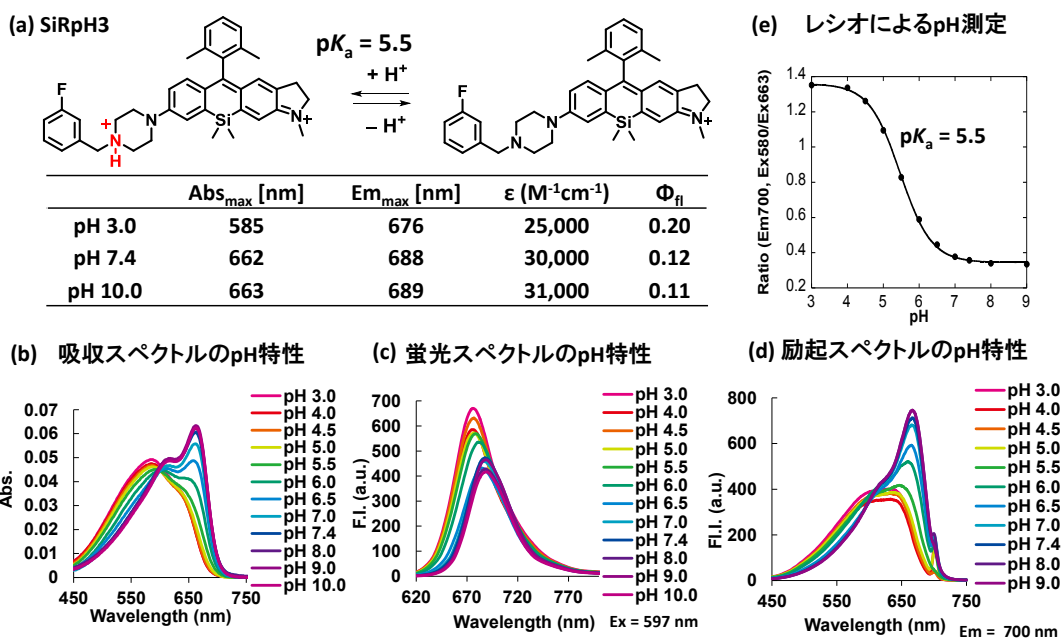 (a) SiRpH3
F
+
N
H
N
Si
N
+
pKa = 5.5
+ H+
– H+
F
N
N
Si
N
+
Absmax [nm] Emmax [nm] ε (M-1cm-1) Φfl
pH 3.0 585 676 25,000 0.20
pH 7.4 662 688 30,000 0.12
pH 10.0 663 689 31,000 0.11
(e) レシオによるpH測定
Ratio (Em700, Ex580/Ex663)
1.4
1.2
1
0.8
0.6
0.4
0.2
pKa = 5.5
3 4 5 6 7 8 9
pH
(b) 吸収スペクトルのpH特性
Abs.
0.07
0.06
0.05
0.04
0.03
0.02
0.01
0
450 550 650 750
Wavelength (nm)
pH 3.0
pH 4.0
pH 4.5
pH 5.0
pH 5.5
pH 6.0
pH 6.5
pH 7.0
pH 7.4
pH 8.0
pH 9.0
pH 10.0
(c) 蛍光スペクトルのpH特性
F.I. (a.u.)
700
600
500
400
300
200
100
00
620 670 720 770
Wavelength (nm)
Ex = 597 nm
pH 3.0
pH 4.0
pH 4.5
pH 5.0
pH 5.5
pH 6.0
pH 6.5
pH 7.0
pH 7.4
pH 8.0
pH 9.0
pH 10.0
(d) 励起スペクトルのpH特性
Fl.I. (a.u.)
800
600
400
200
0
450 550 650 750
Wavelength (nm)
Em = 700 nm
pH 3.0
pH 4.0
pH 4.5
pH 5.0
pH 5.5
pH 6.0
pH 6.5
pH 7.0
pH 7.4
pH 8.0
pH 9.0